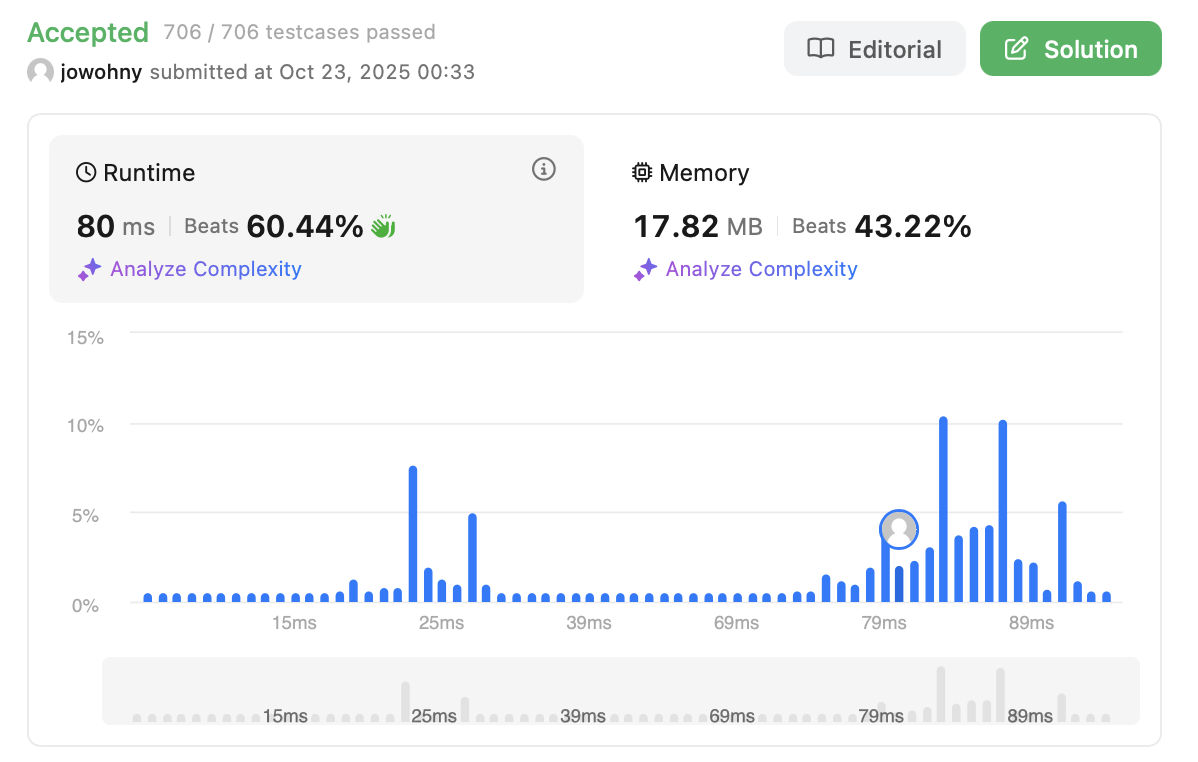 Accepted 706 / 706 testcases passed
jowohny submitted at Oct 23, 2025 00:33
Editorial
Solution
Runtime
80 ms | Beats 60.44%
Analyze Complexity
Memory
17.82 MB | Beats 43.22%
Analyze Complexity
15%
10%
5%
0%
15ms 25ms 39ms 69ms 79ms 89ms
15ms 25ms 39ms 69ms 79ms 89ms